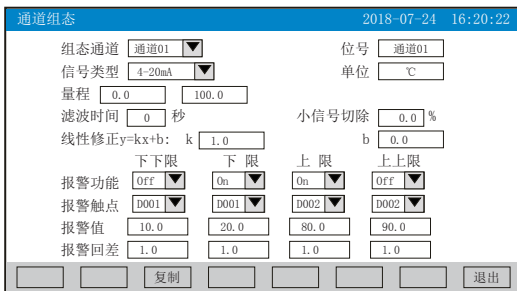 通道组态 2018-07-24 16:20:22
组态通道 通道01 位号 通道01
信号类型 4-20mA 单位 ℃
量程 0.0 100.0
滤波时间 0 秒 小信号切除 0.0 %
线性修正y=kx+b: k 1.0 b 0.0
下下限 下 限 上 限 上上限
报警功能 Off On On Off
报警触点 DO01 DO01 DO02 DO02
报警值 10.0 20.0 80.0 90.0
报警回差 1.0 1.0 1.0 1.0
复制 退出